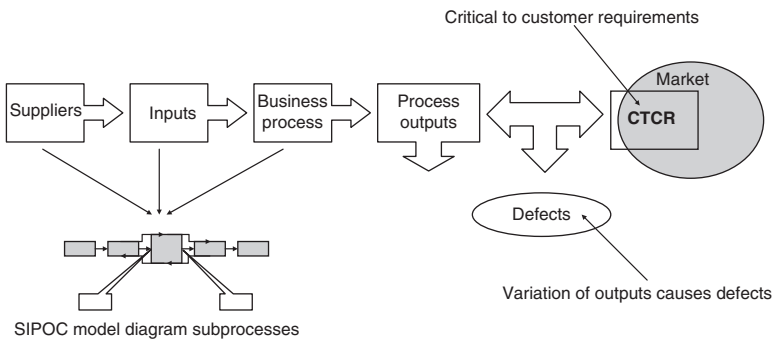 Critical to customer requirements
Market
Suppliers
Inputs
Business
process
Process
outputs
CTCR
Defects
Variation of outputs causes defects
SIPOC model diagram subprocesses